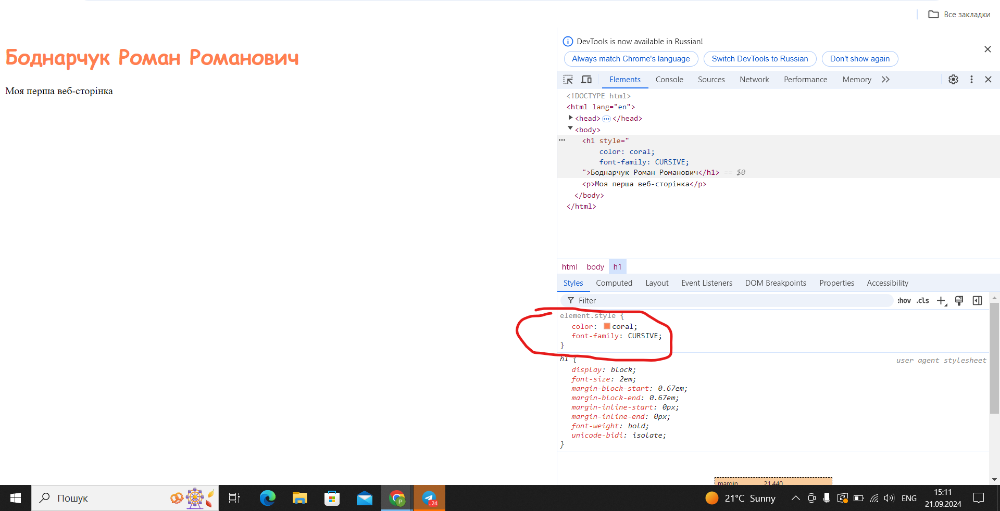 Все закладки
Боднарчук Роман Романович
Моя перша веб-сторінка
DevTools is now available in Russian!
Always match Chrome's language Switch DevTools to Russian Don't show again
Elements Console Sources Network Performance Memory
<!DOCTYPE html>
<html lang="en">
<head> ••• </head>
<body>
••• <h1 style="
color: coral;
font-family: CURSIVE;
">Боднарчук Роман Романович</h1> == $0
<p>Моя перша веб-сторінка</p>
</body>
</html>
html body h1
Styles Computed Layout Event Listeners DOM Breakpoints Properties Accessibility
Filter :hov .cls
element.style {
color: coral;
font-family: CURSIVE;
}
h1 { user agent stylesheet
display: block;
font-size: 2em;
margin-block-start: 0.67em;
margin-block-end: 0.67em;
margin-inline-start: 0px;
margin-inline-end: 0px;
font-weight: bold;
unicode-bidi: isolate;
}
margin 21.440
Пошук P ..24 21°C Sunny ENG 15:11
21.09.2024